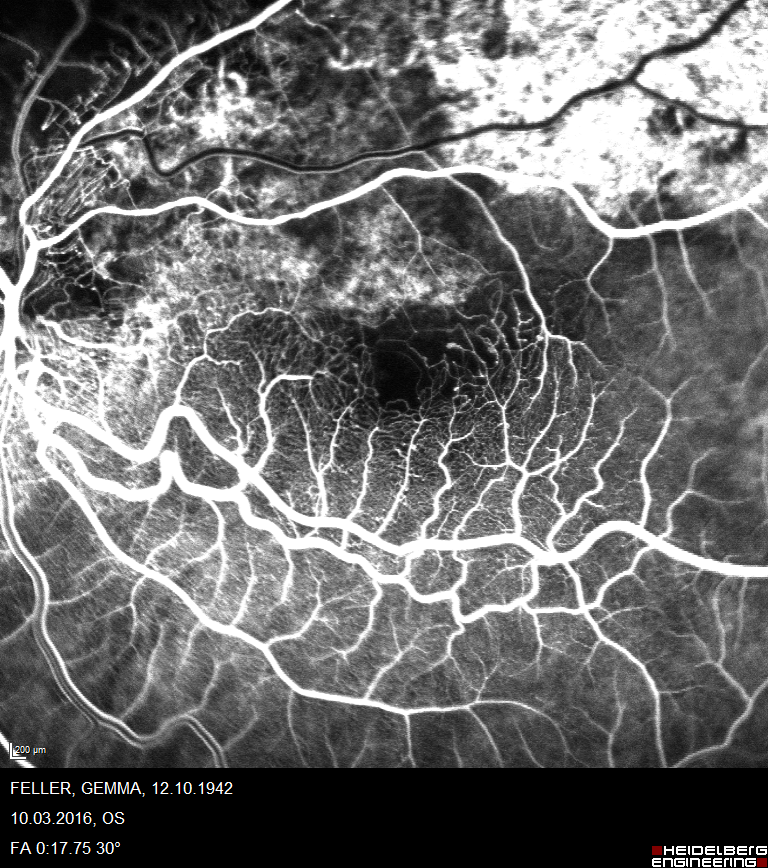 200 µm
FELLER, GEMMA, 12.10.1942
10.03.2016, OS
FA 0:17.75 30°
HEIDELBERG
ENGINEERING